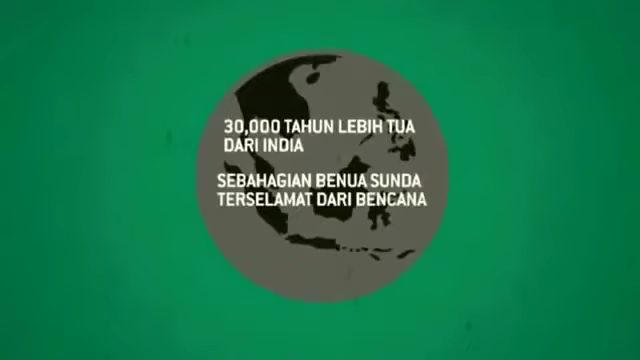 30,000 TAHUN LEBIH TUA
DARI INDIA
SEBAHAGIAN BENUA SUNDA
TERSELAMAT DARI BENCANA